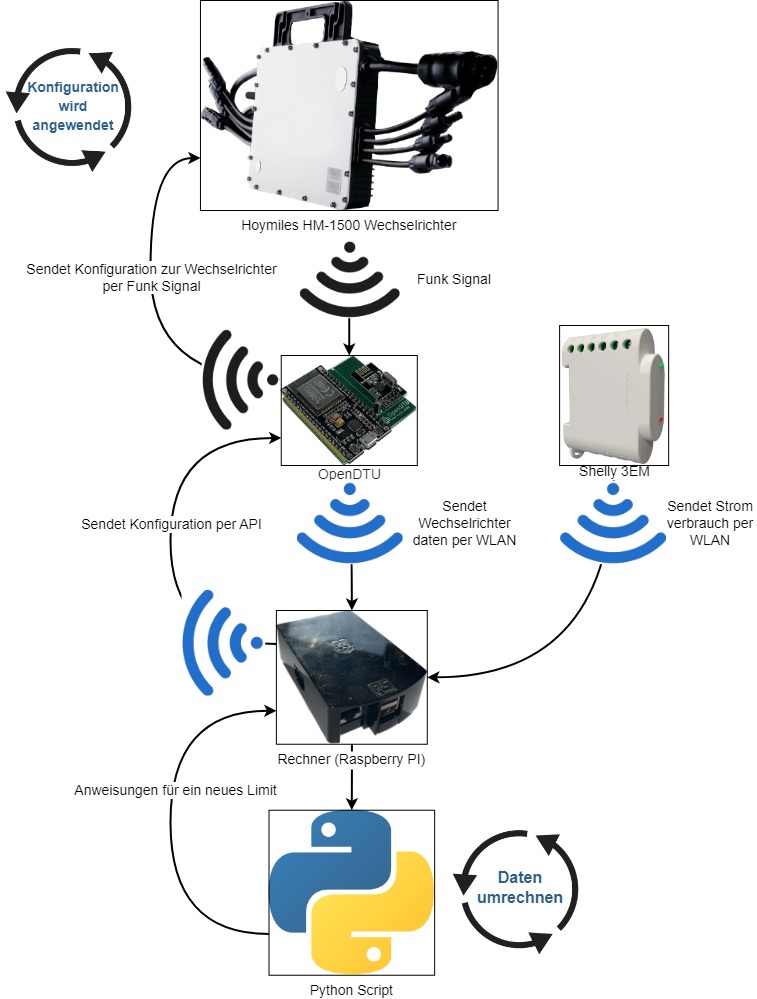 Konfiguration
wird
angewendet
Hoymiles HM-1500 Wechselrichter
Sendet Konfiguration zur Wechselrichter
per Funk Signal
Funk Signal
OpenDTU
OpenDTU
Shelly 3EM
Sendet Konfiguration per API
Sendet
Wechselrichter
daten per WLAN
Sendet Strom
verbrauch per
WLAN
Rechner (Raspberry PI)
Anweisungen für ein neues Limit
Daten
umrechnen
Python Script